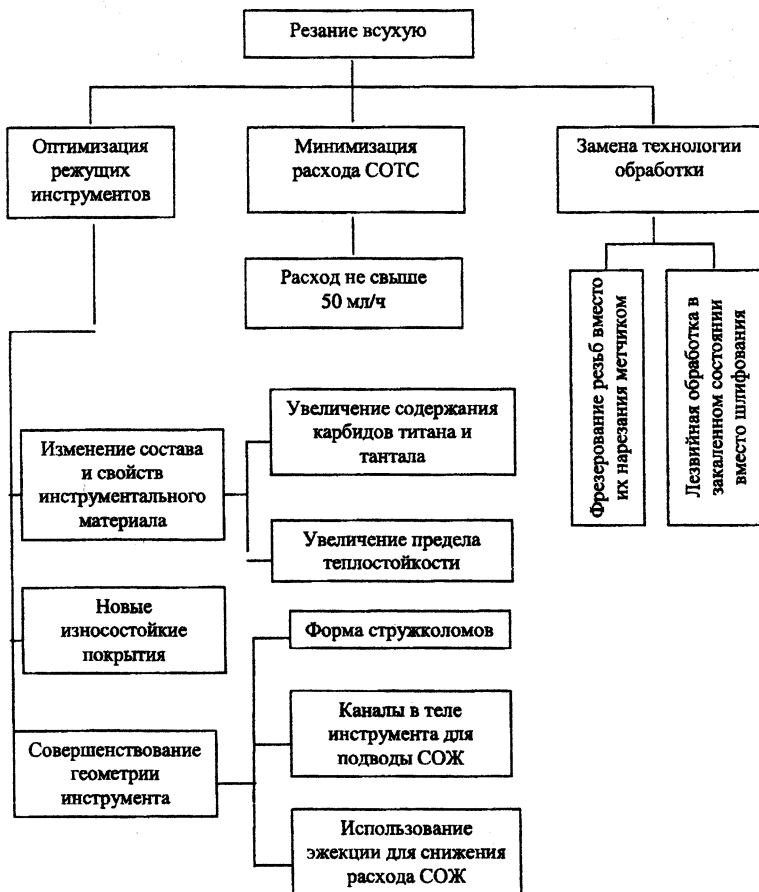 Резание всухую
Оптимизация
режущих
инструментов
Минимизация
расхода СОТС
Замена технологии
обработки
Расход не свыше
50 мл/ч
Фрезерование резьб вместо
их нарезания метчиком
Лезвийная обработка в
закаленном состоянии
вместо шлифования
Изменение состава
и свойств
инструментального
материала
Увеличение содержания
карбидов титана и
тантала
Увеличение предела
теплостойкости
Новые
износостойкие
покрытия
Совершенствование
геометрии
инструмента
Форма стружколомов
Каналы в теле
инструмента для
подводы СОЖ
Использование
эжекции для снижения
расхода СОЖ